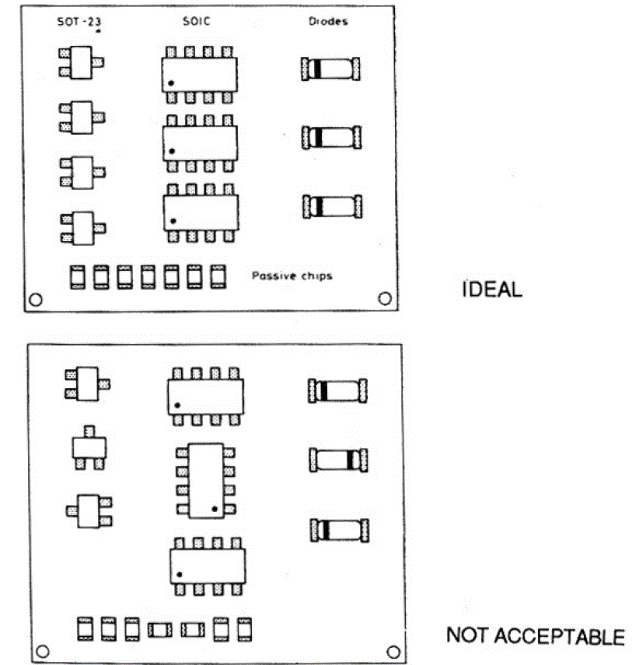 SOT-23 SOIC Diodes
Passive chips
IDEAL
NOT ACCEPTABLE